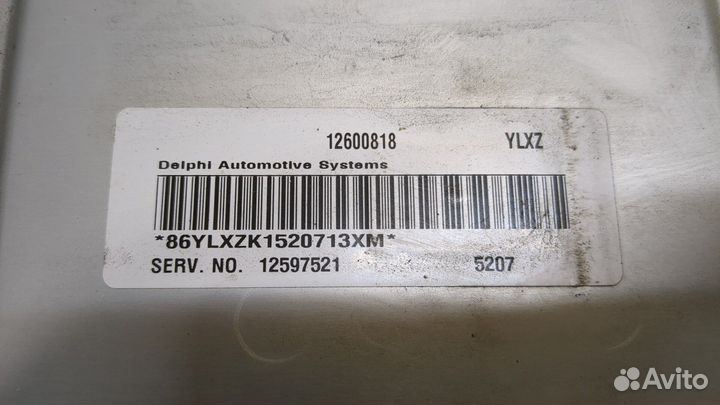 12600818 YLXZ
Delphi Automotive Systems
*86YLXZK1520713XM*
SERV. NO. 12597521 5207
Avito